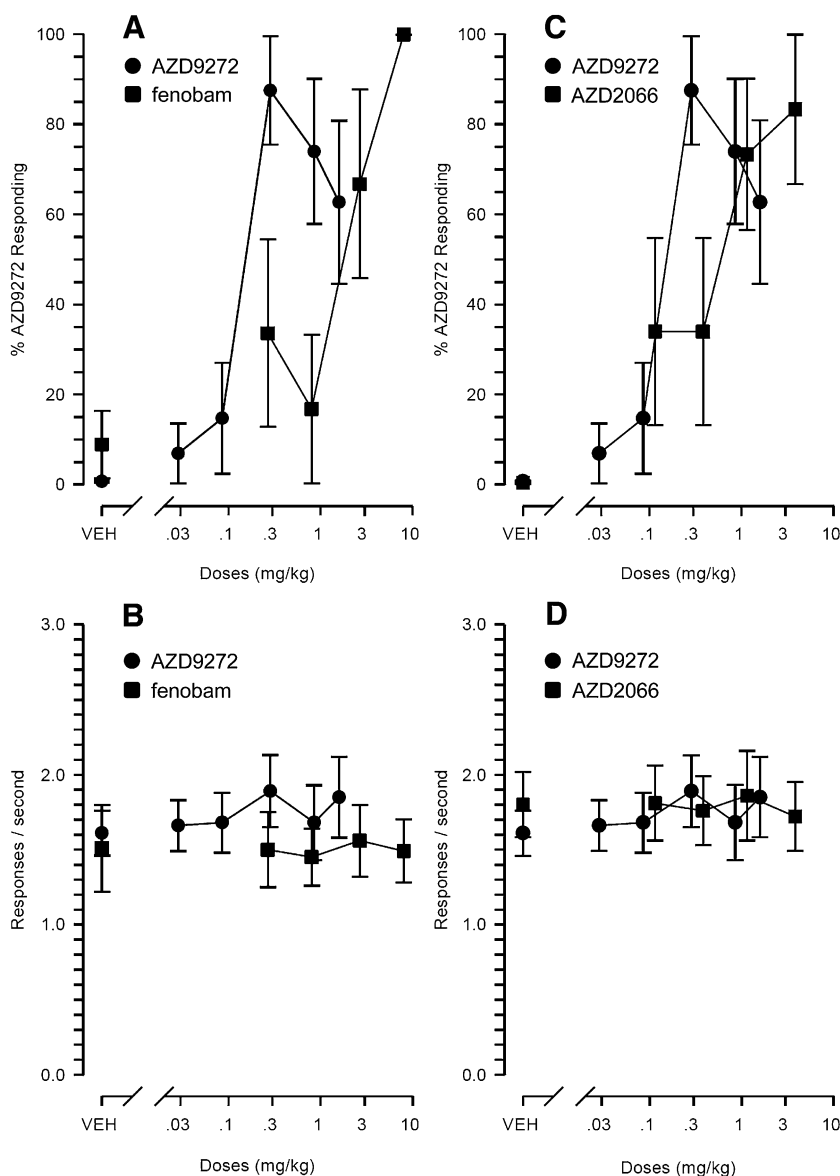 A
AZD9272
fenobam
% AZD9272 Responding
100
80
60
40
20
0
VEH .03 .1 .3 1 3 10
Doses (mg/kg)
C
AZD9272
AZD2066
% AZD9272 Responding
100
80
60
40
20
0
VEH .03 .1 .3 1 3 10
Doses (mg/kg)
B
AZD9272
fenobam
Responses / second
3.0
2.0
1.0
0.0
VEH .03 .1 .3 1 3 10
Doses (mg/kg)
D
AZD9272
AZD2066
Responses / second
3.0
2.0
1.0
0.0
VEH .03 .1 .3 1 3 10
Doses (mg/kg)